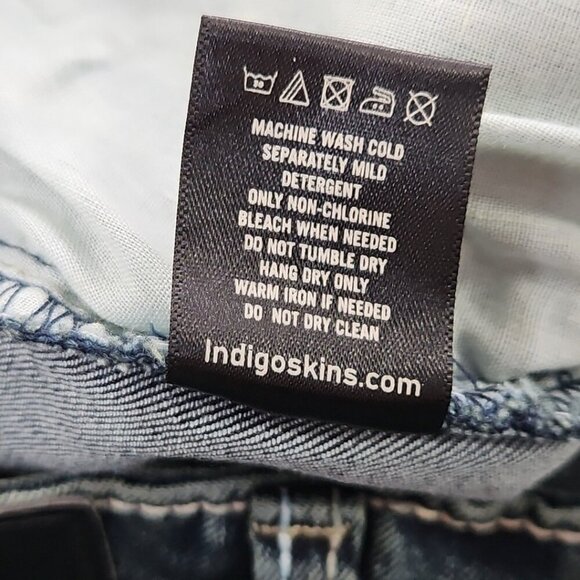 30
MACHINE WASH COLD
SEPARATELY MILD
DETERGENT
ONLY NON-CHLORINE
BLEACH WHEN NEEDED
DO NOT TUMBLE DRY
HANG DRY ONLY
WARM IRON IF NEEDED
DO NOT DRY CLEAN
Indigoskins.com